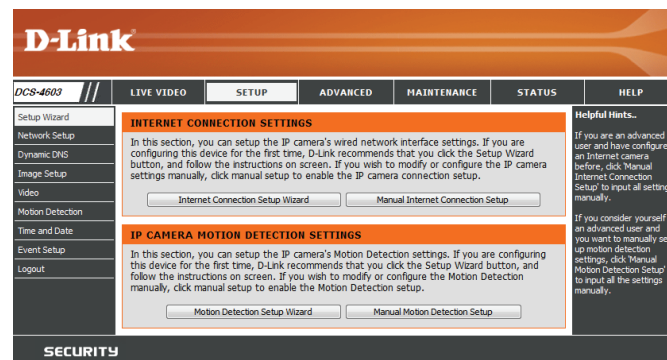 D-Link
DCS-4603
LIVE VIDEO
SETUP
ADVANCED
MAINTENANCE
STATUS
HELP
Setup Wizard
Network Setup
Dynamic DNS
Image Setup
Video
Motion Detection
Time and Date
Event Setup
Logout
INTERNET CONNECTION SETTINGS
In this section, you can setup the IP camera's wired network interface settings. If you are
configuring this device for the first time, D-Link recommends that you click the Setup Wizard
button, and follow the instructions on screen. If you wish to modify or configure the IP camera
settings manually, click manual setup to enable the IP camera connection setup.
Internet Connection Setup Wizard
Manual Internet Connection Setup
IP CAMERA MOTION DETECTION SETTINGS
In this section, you can setup the IP camera's Motion Detection settings. If you are configuring
this device for the first time, D-Link recommends that you click the Setup Wizard button, and
follow the instructions on screen. If you wish to modify or configure the Motion Detection
manually, click manual setup to enable the Motion Detection setup.
Motion Detection Setup Wizard
Manual Motion Detection Setup
Helpful Hints..
If you are an advanced
user and have configure
an Internet camera
before, click 'Manual
Internet Connection
Setup' to input all setting
manually.
If you consider yourself
an advanced user and
you want to manually se
up motion detection
settings, click 'Manual
Motion Detection Setup'
to input all the settings
manually.
SECURITY